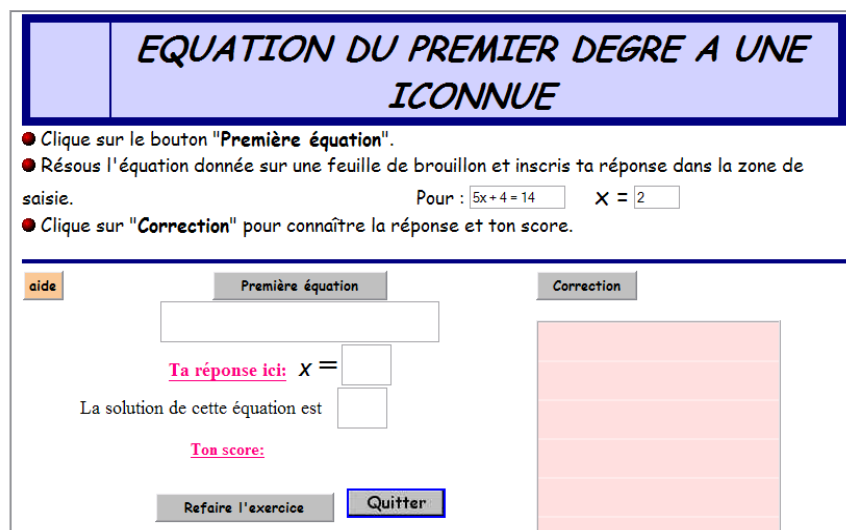 EQUATION DU PREMIER DEGRE A UNE
ICONNUE
Clique sur le bouton "Première équation".
Résous l'équation donnée sur une feuille de brouillon et inscris ta réponse dans la zone de
saisie. Pour : 5x + 4 = 14 x = 2
Clique sur "Correction" pour connaître la réponse et ton score.
aide Première équation Correction
Ta réponse ici: x =
La solution de cette équation est
Ton score:
Refaire l'exercice Quitter